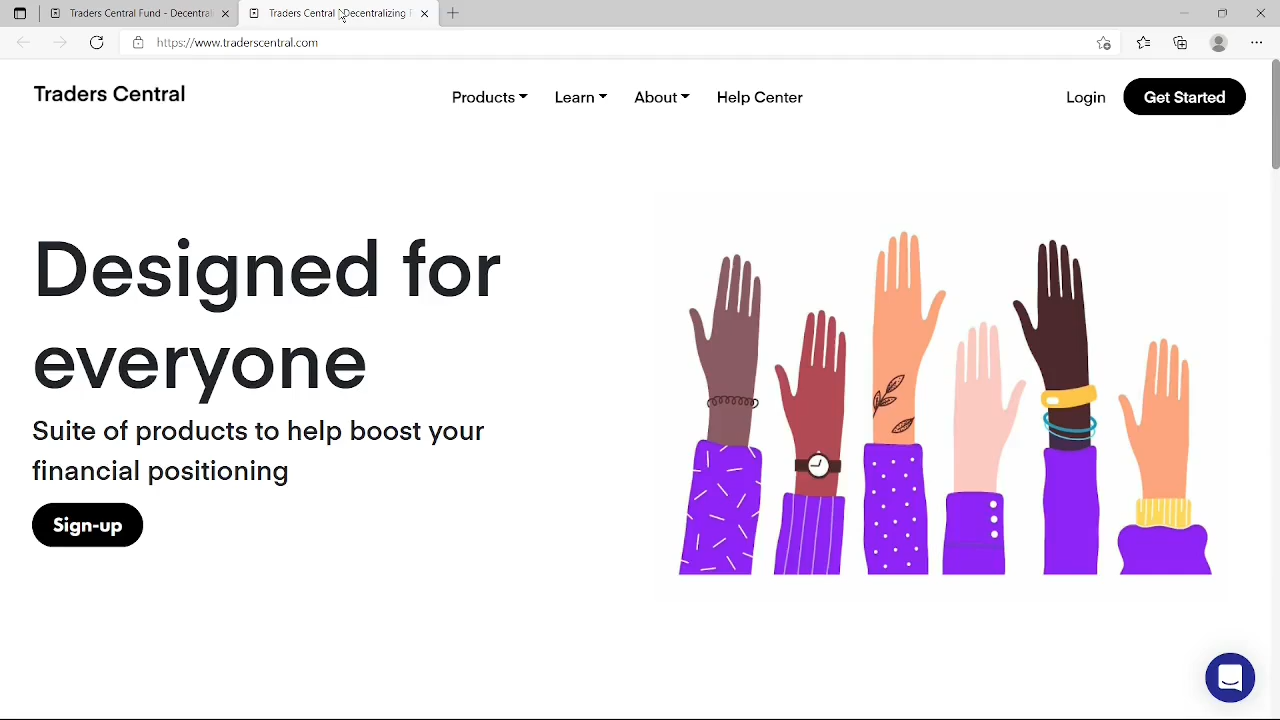 Traders Central Fund - Decentral
Traders Central - Decentralizing F
https://www.traderscentral.com
Traders Central
Products
Learn
About
Help Center
Login
Get Started
Designed for
everyone
Suite of products to help boost your
financial positioning
Sign-up